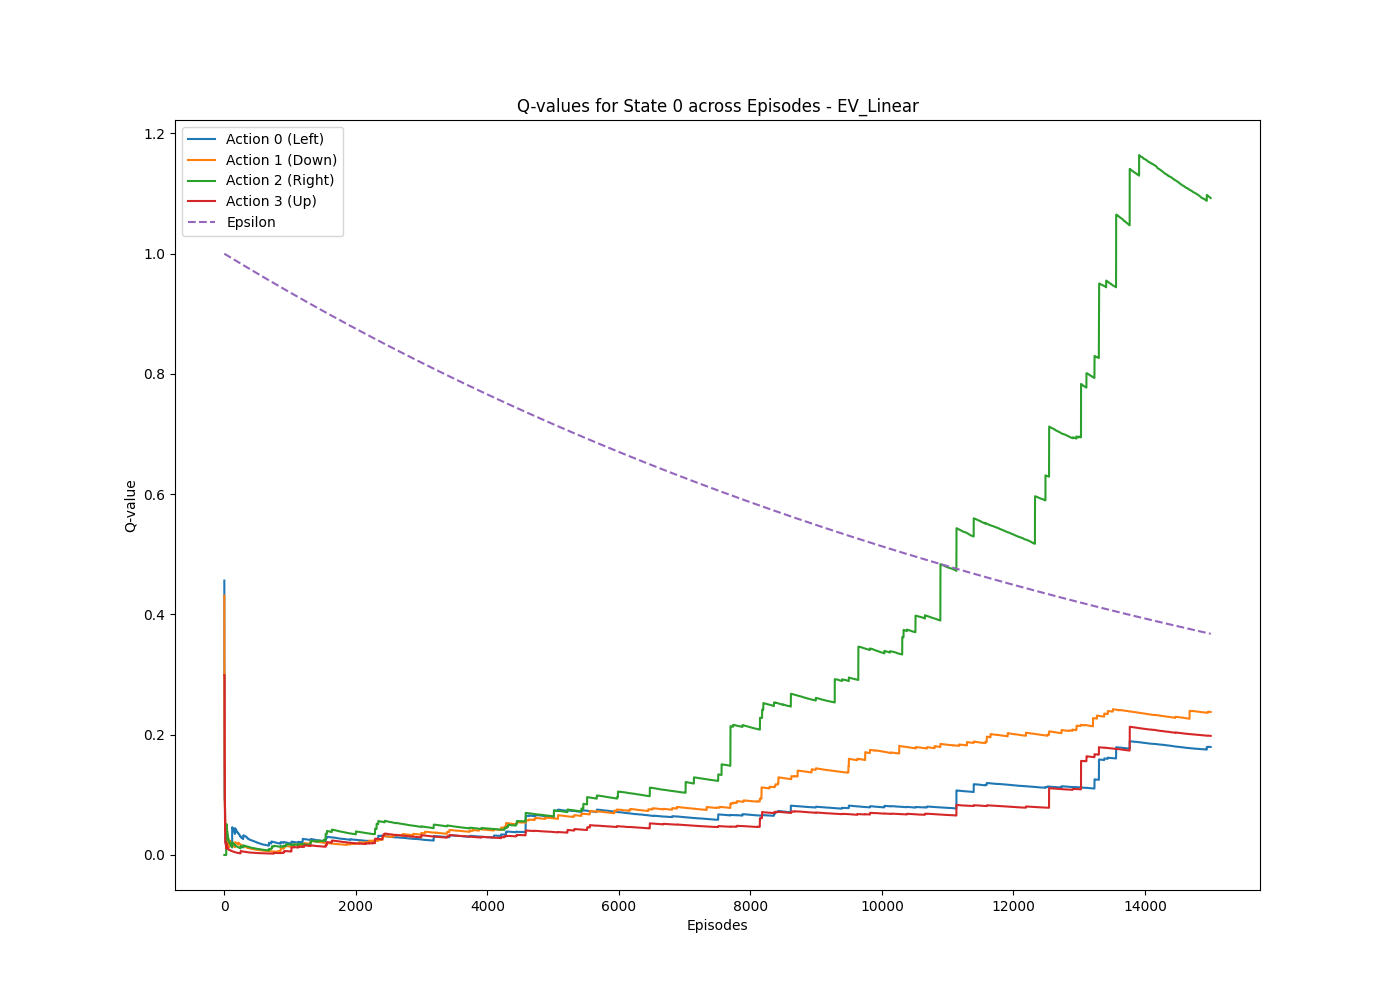 Q-values for State 0 across Episodes - EV_Linear
Action 0 (Left)
Action 1 (Down)
Action 2 (Right)
Action 3 (Up)
Epsilon
1.2
1.0
0.8
0.6
0.4
0.2
0.0
Q-value
0 2000 4000 6000 8000 10000 12000 14000
Episodes